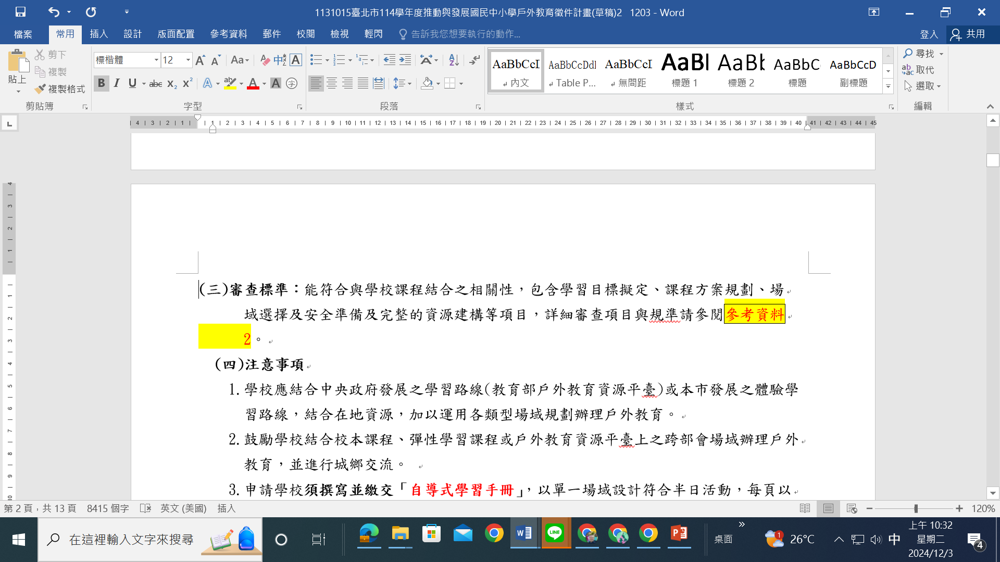 1131015臺北市114學年度推動與發展國民中小學戶外教育徵件計畫(草稿)2   1203 - Word
檔案 常用 插入 設計 版面配置 參考資料 郵件 校閱 檢視 輕閃 告訴我您想要執行的動作... 登入 共用
貼上 剪下 複製 複製格式 剪貼簿
標楷體 12 字型
段落
AaBbCcI AaBbCcDdI AaBbCcI AaBl AaBb AaBbC AaBbCcD
內文 Table P... 無間距 標題 1 標題 2 標題 副標題
樣式
尋找 取代 選取 編輯
4 3 2 1 1 2 3 4 5 6 7 8 9 10 11 12 13 14 15 16 17 18 19 20 21 22 23 24 25 26 27 28 29 30 31 32 33 34 35 36 37 38 39 40 41 42 43 44 45
(三)審查標準：能符合與學校課程結合之相關性，包含學習目標擬定、課程方案規劃、場
域選擇及安全準備及完整的資源建構等項目，詳細審查項目與規準請參閱參考資料
2。
(四)注意事項
1.學校應結合中央政府發展之學習路線(教育部戶外教育資源平臺)或本市發展之體驗學
習路線，結合在地資源，加以運用各類型場域規劃辦理戶外教育。
2.鼓勵學校結合校本課程、彈性學習課程或戶外教育資源平臺上之跨部會場域辦理戶外
教育，並進行城鄉交流。
3.申請學校須撰寫並繳交「自導式學習手冊」，以單一場域設計符合半日活動，每頁以
第 2 頁，共 13 頁 8415 個字 英文 (美國) 插入 120%
在這裡輸入文字來搜尋 LINE 桌面 1 26°C 中 上午 10:32
星期二
2024/12/3 4